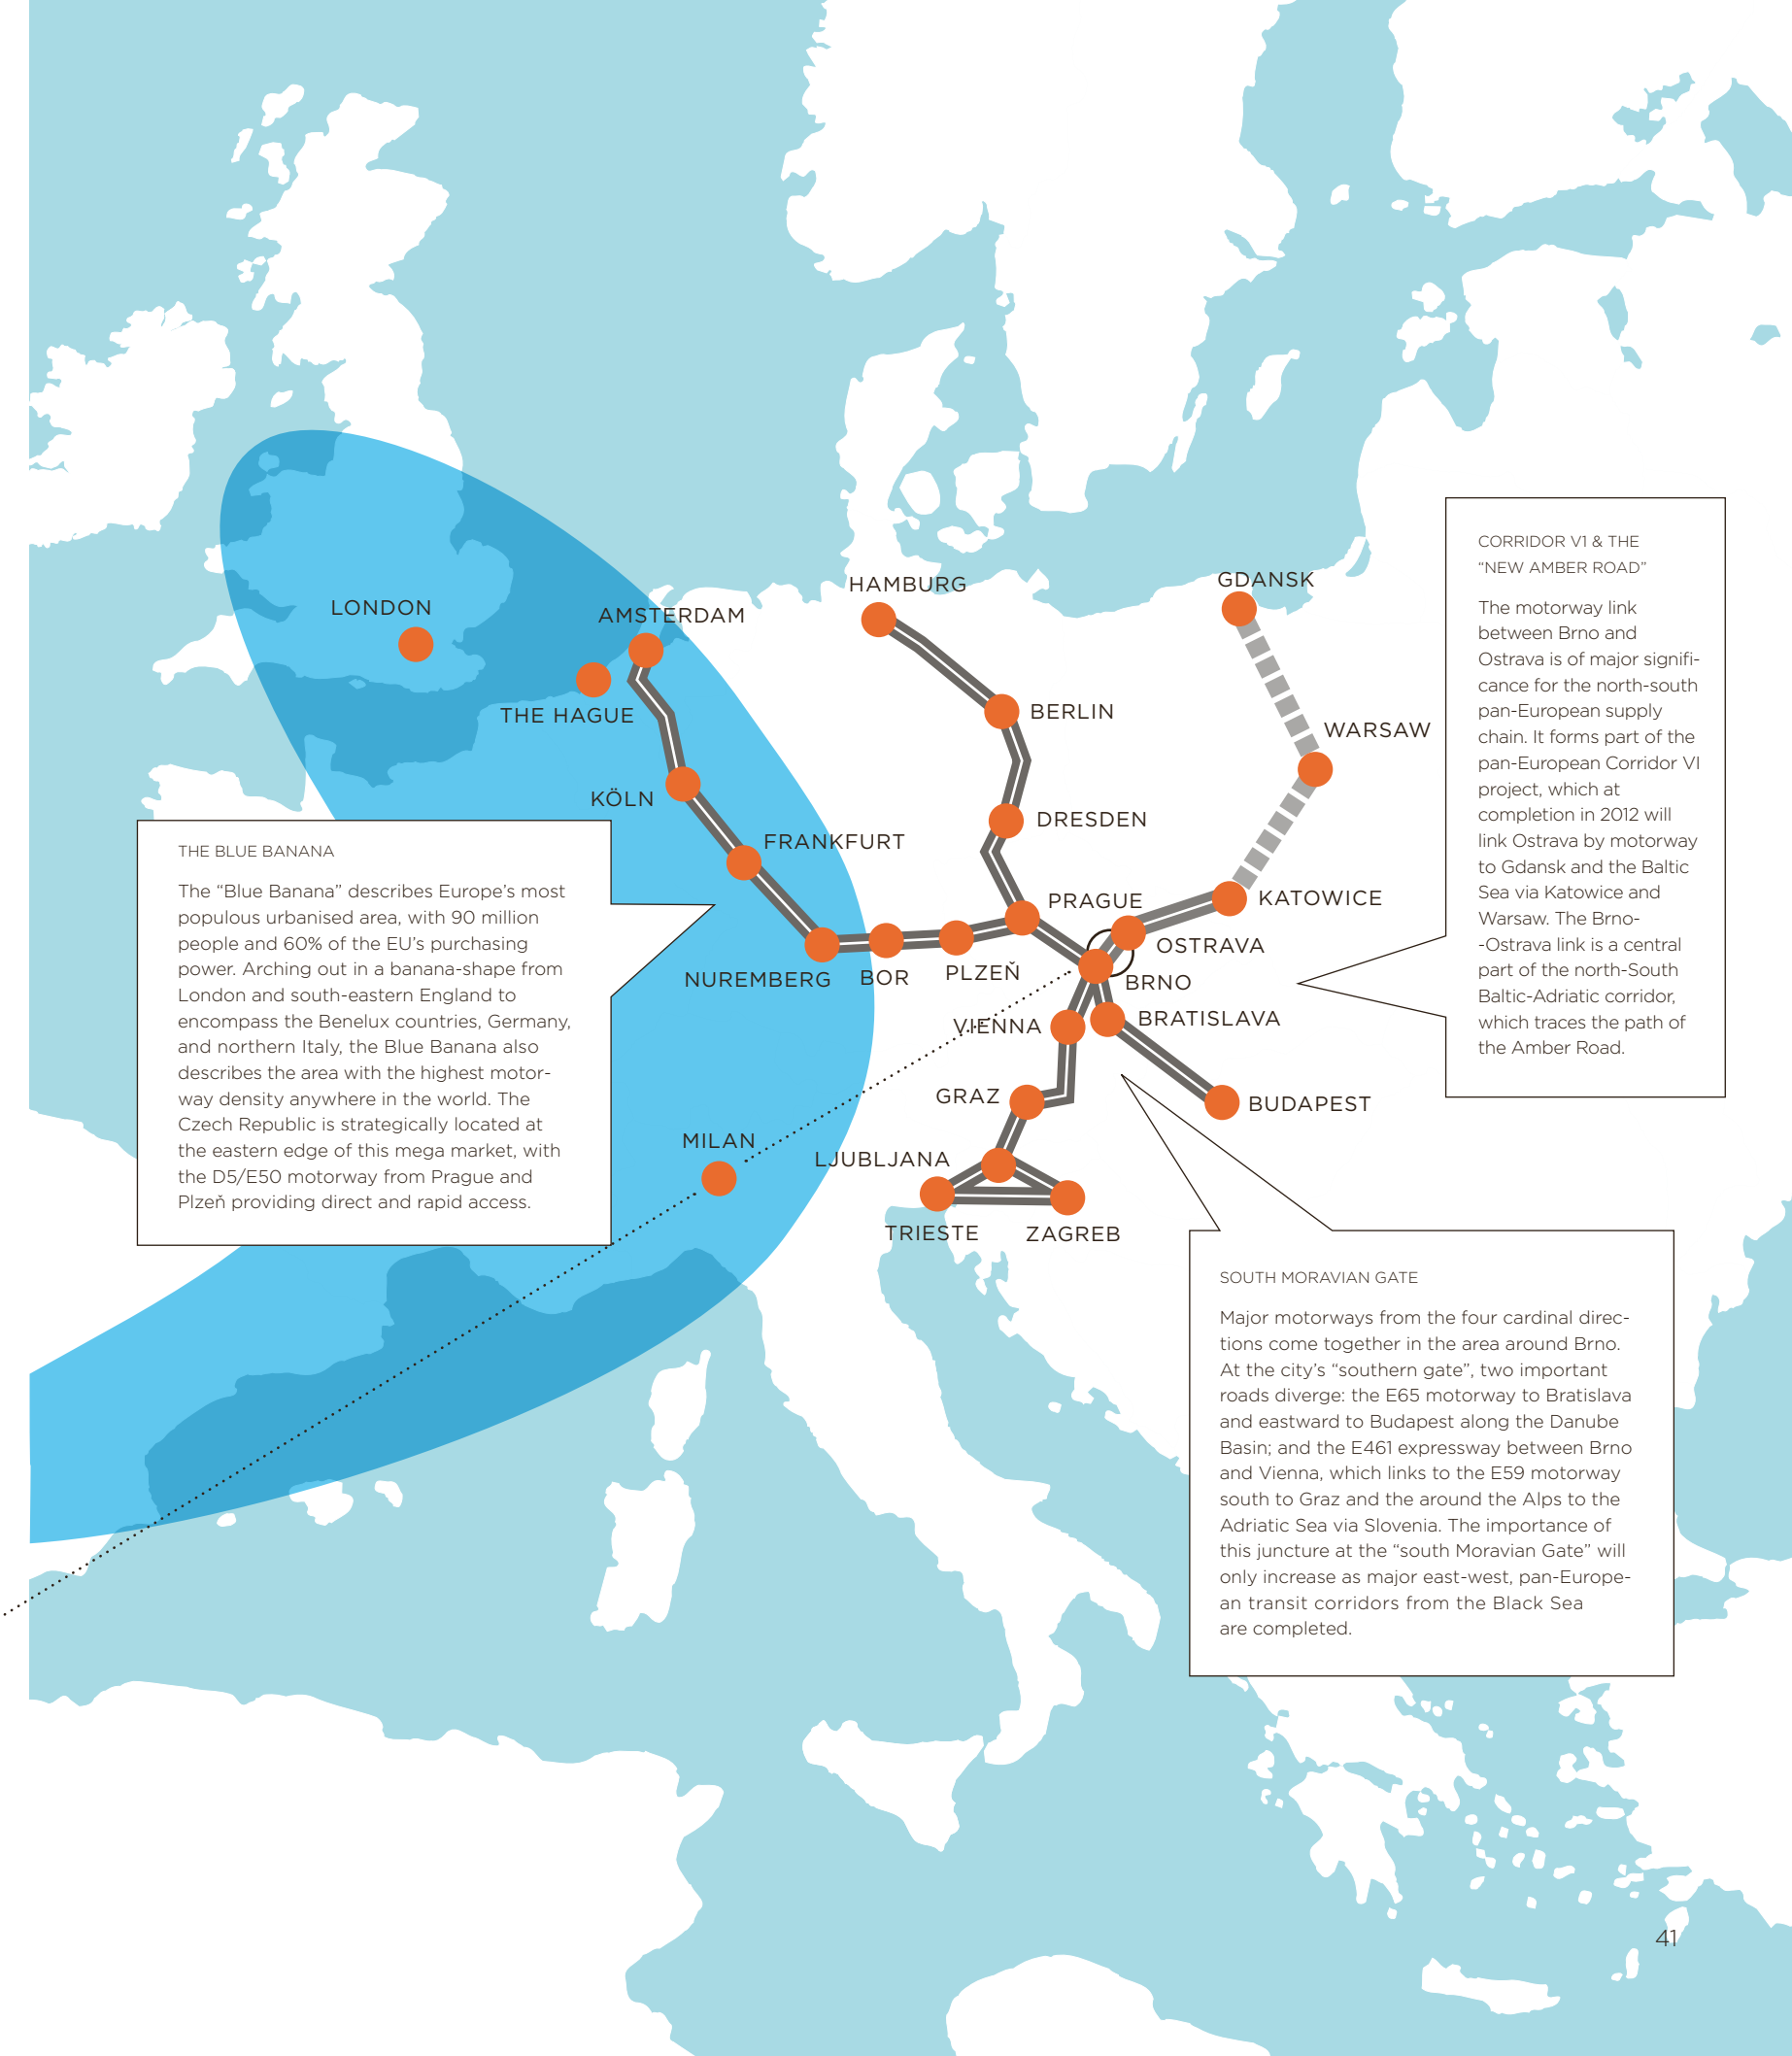 HAMBURG
GDANSK
LONDON
AMSTERDAM
THE HAGUE
BERLIN
WARSAW
KÖLN
DRESDEN
FRANKFURT
PRAGUE
KATOWICE
OSTRAVA
NUREMBERG
BOR
PLZEŇ
BRNO
VIENNA
BRATISLAVA
GRAZ
BUDAPEST
MILAN
LJUBLJANA
TRIESTE
ZAGREB
CORRIDOR V1 & THE
“NEW AMBER ROAD”
The motorway link
between Brno and
Ostrava is of major signifi-
cance for the north-south
pan-European supply
chain. It forms part of the
pan-European Corridor VI
project, which at
completion in 2012 will
link Ostrava by motorway
to Gdansk and the Baltic
Sea via Katowice and
Warsaw. The Brno-
-Ostrava link is a central
part of the north-South
Baltic-Adriatic corridor,
which traces the path of
the Amber Road.
THE BLUE BANANA
The “Blue Banana” describes Europe’s most
populous urbanised area, with 90 million
people and 60% of the EU’s purchasing
power. Arching out in a banana-shape from
London and south-eastern England to
encompass the Benelux countries, Germany,
and northern Italy, the Blue Banana also
describes the area with the highest motor-
way density anywhere in the world. The
Czech Republic is strategically located at
the eastern edge of this mega market, with
the D5/E50 motorway from Prague and
Plzeň providing direct and rapid access.
SOUTH MORAVIAN GATE
Major motorways from the four cardinal direc-
tions come together in the area around Brno.
At the city’s “southern gate”, two important
roads diverge: the E65 motorway to Bratislava
and eastward to Budapest along the Danube
Basin; and the E461 expressway between Brno
and Vienna, which links to the E59 motorway
south to Graz and the around the Alps to the
Adriatic Sea via Slovenia. The importance of
this juncture at the “south Moravian Gate” will
only increase as major east-west, pan-Europe-
an transit corridors from the Black Sea
are completed.
41